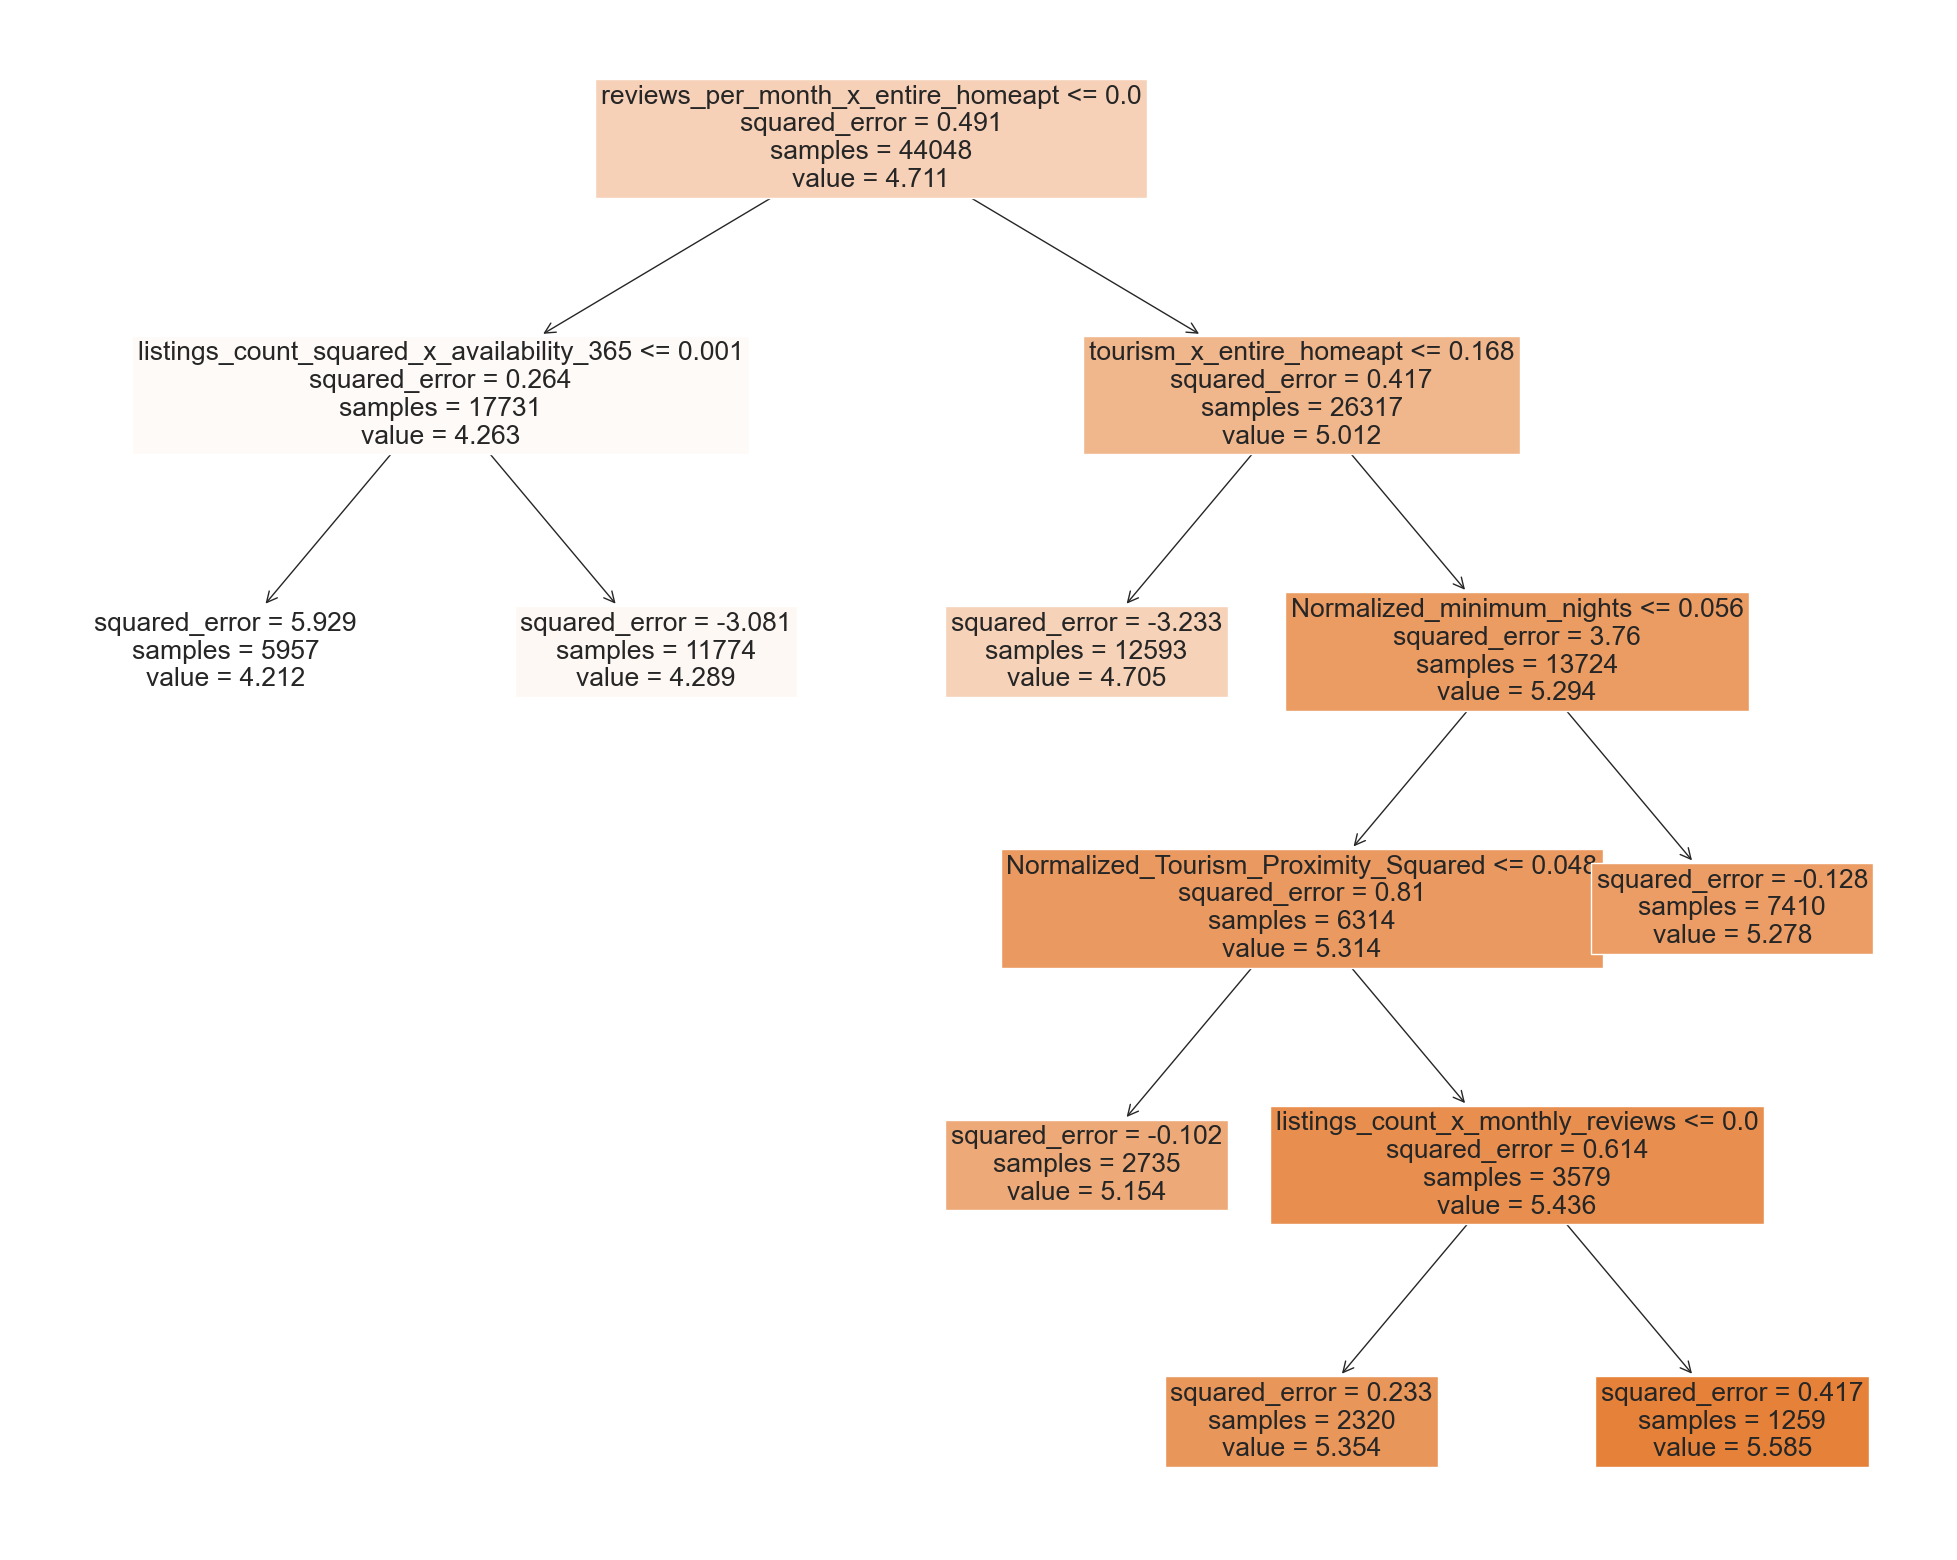 reviews_per_month_x_entire_homeapt <= 0.0
squared_error = 0.491
samples = 44048
value = 4.711
listings_count_squared_x_availability_365 <= 0.001
squared_error = 0.264
samples = 17731
value = 4.263
tourism_x_entire_homeapt <= 0.168
squared_error = 0.417
samples = 26317
value = 5.012
squared_error = 5.929
samples = 5957
value = 4.212
squared_error = -3.081
samples = 11774
value = 4.289
squared_error = -3.233
samples = 12593
value = 4.705
Normalized_minimum_nights <= 0.056
squared_error = 3.76
samples = 13724
value = 5.294
Normalized_Tourism_Proximity_Squared <= 0.048
squared_error = 0.81
samples = 6314
value = 5.314
squared_error = -0.128
samples = 7410
value = 5.278
squared_error = -0.102
samples = 2735
value = 5.154
listings_count_x_monthly_reviews <= 0.0
squared_error = 0.614
samples = 3579
value = 5.436
squared_error = 0.233
samples = 2320
value = 5.354
squared_error = 0.417
samples = 1259
value = 5.585